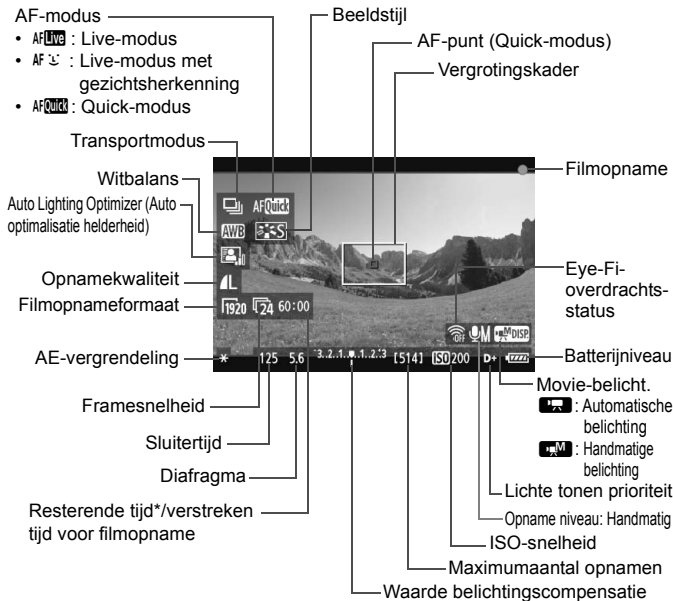 AF-modus
• AF Live : Live-modus
• AF : Live-modus met
gezichtsherkenning
• AF Quick : Quick-modus
Transportmodus
Witbalans
Auto Lighting Optimizer (Auto
optimalisatie helderheid)
Opnamekwaliteit
Filmopnameformaat
AE-vergrendeling
Framesnelheid
Sluitertijd
Diafragma
Resterende tijd*/verstreken
tijd voor filmopname
Beeldstijl
AF-punt (Quick-modus)
Vergrotingskader
Filmopname
Eye-Fi-
overdrachts-
status
Batterijniveau
Movie-belicht.
: Automatische
belichting
M : Handmatige
belichting
Lichte tonen prioriteit
Opname niveau: Handmatig
ISO-snelheid
Maximumaantal opnamen
Waarde belichtingscompensatie
AF Quick
AWB S
L
1920 24 60:00
OFF M M DISP.
125 5.6 -3..2..1..0..1..2.:3 [514] ISO 200 D+